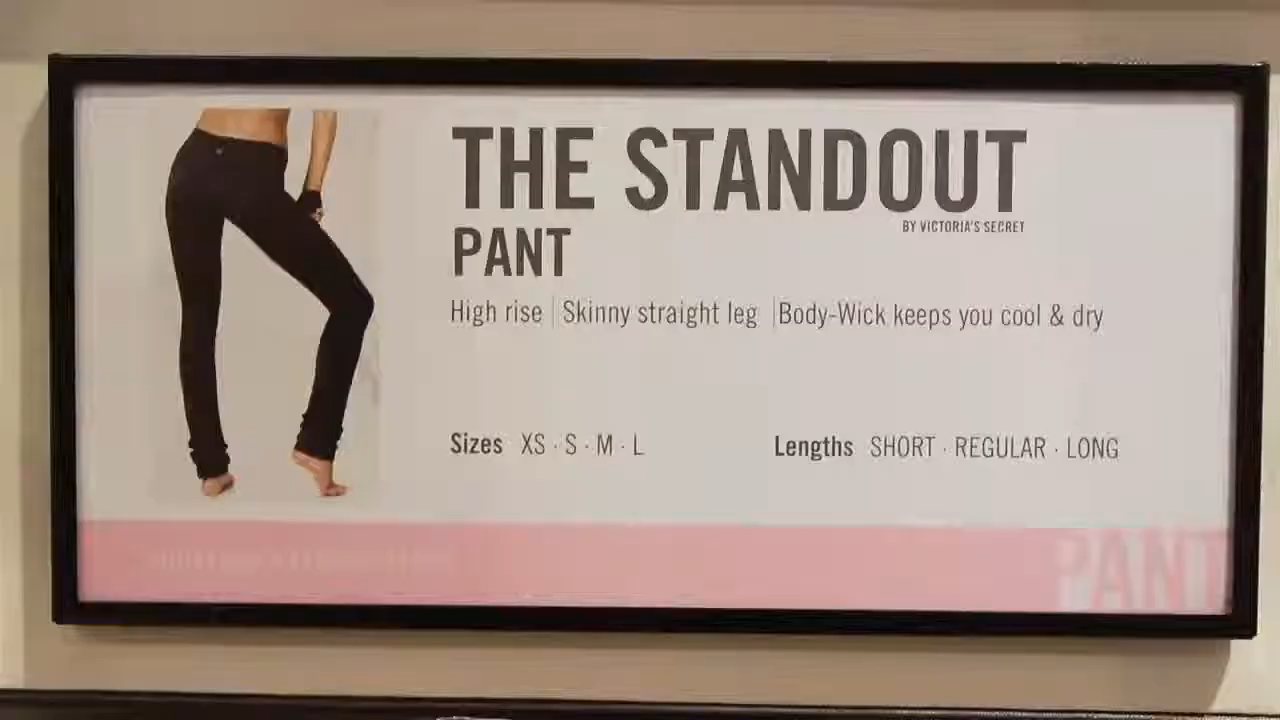 THE STANDOUT
BY VICTORIA'S SECRET
PANT
High rise | Skinny straight leg | Body-Wick keeps you cool & dry
Sizes XS · S · M · L
Lengths SHORT · REGULAR · LONG
PANT